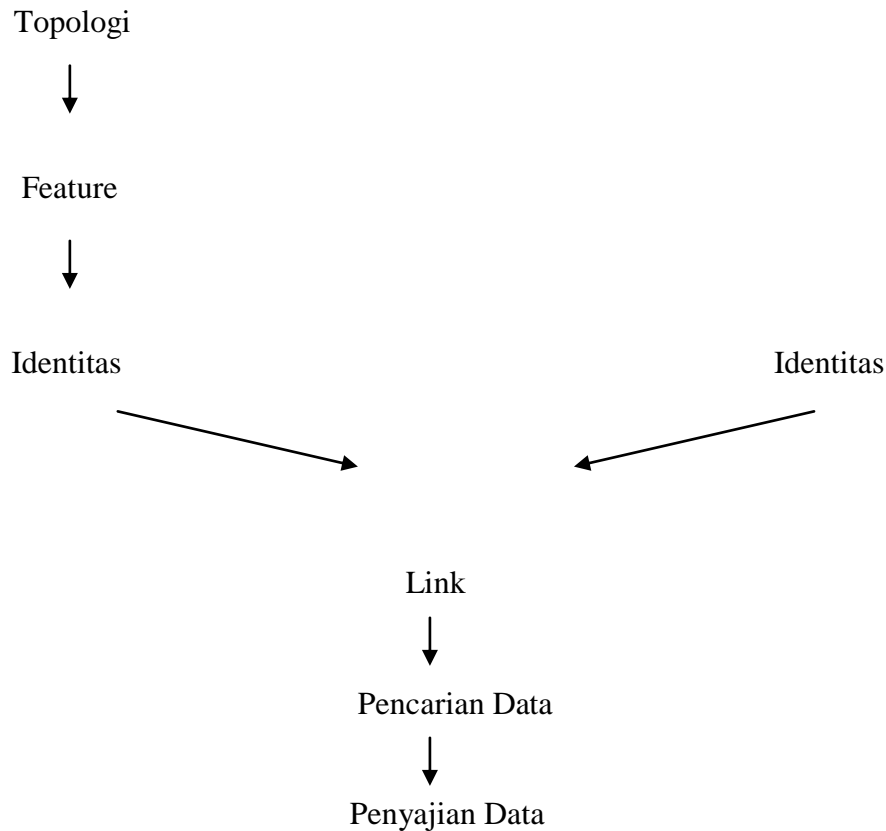 Topologi
Feature
Identitas Identitas
Link
Pencarian Data
Penyajian Data